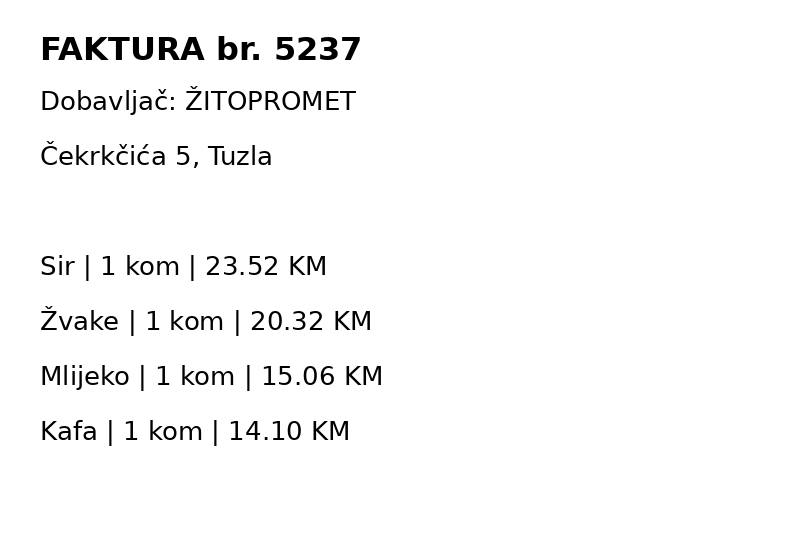 FAKTURA br. 5237
Dobavljač: ŽITOPROMET
Čekrkčića 5, Tuzla
Sir | 1 kom | 23.52 KM
Žvake | 1 kom | 20.32 KM
Mlijeko | 1 kom | 15.06 KM
Kafa | 1 kom | 14.10 KM